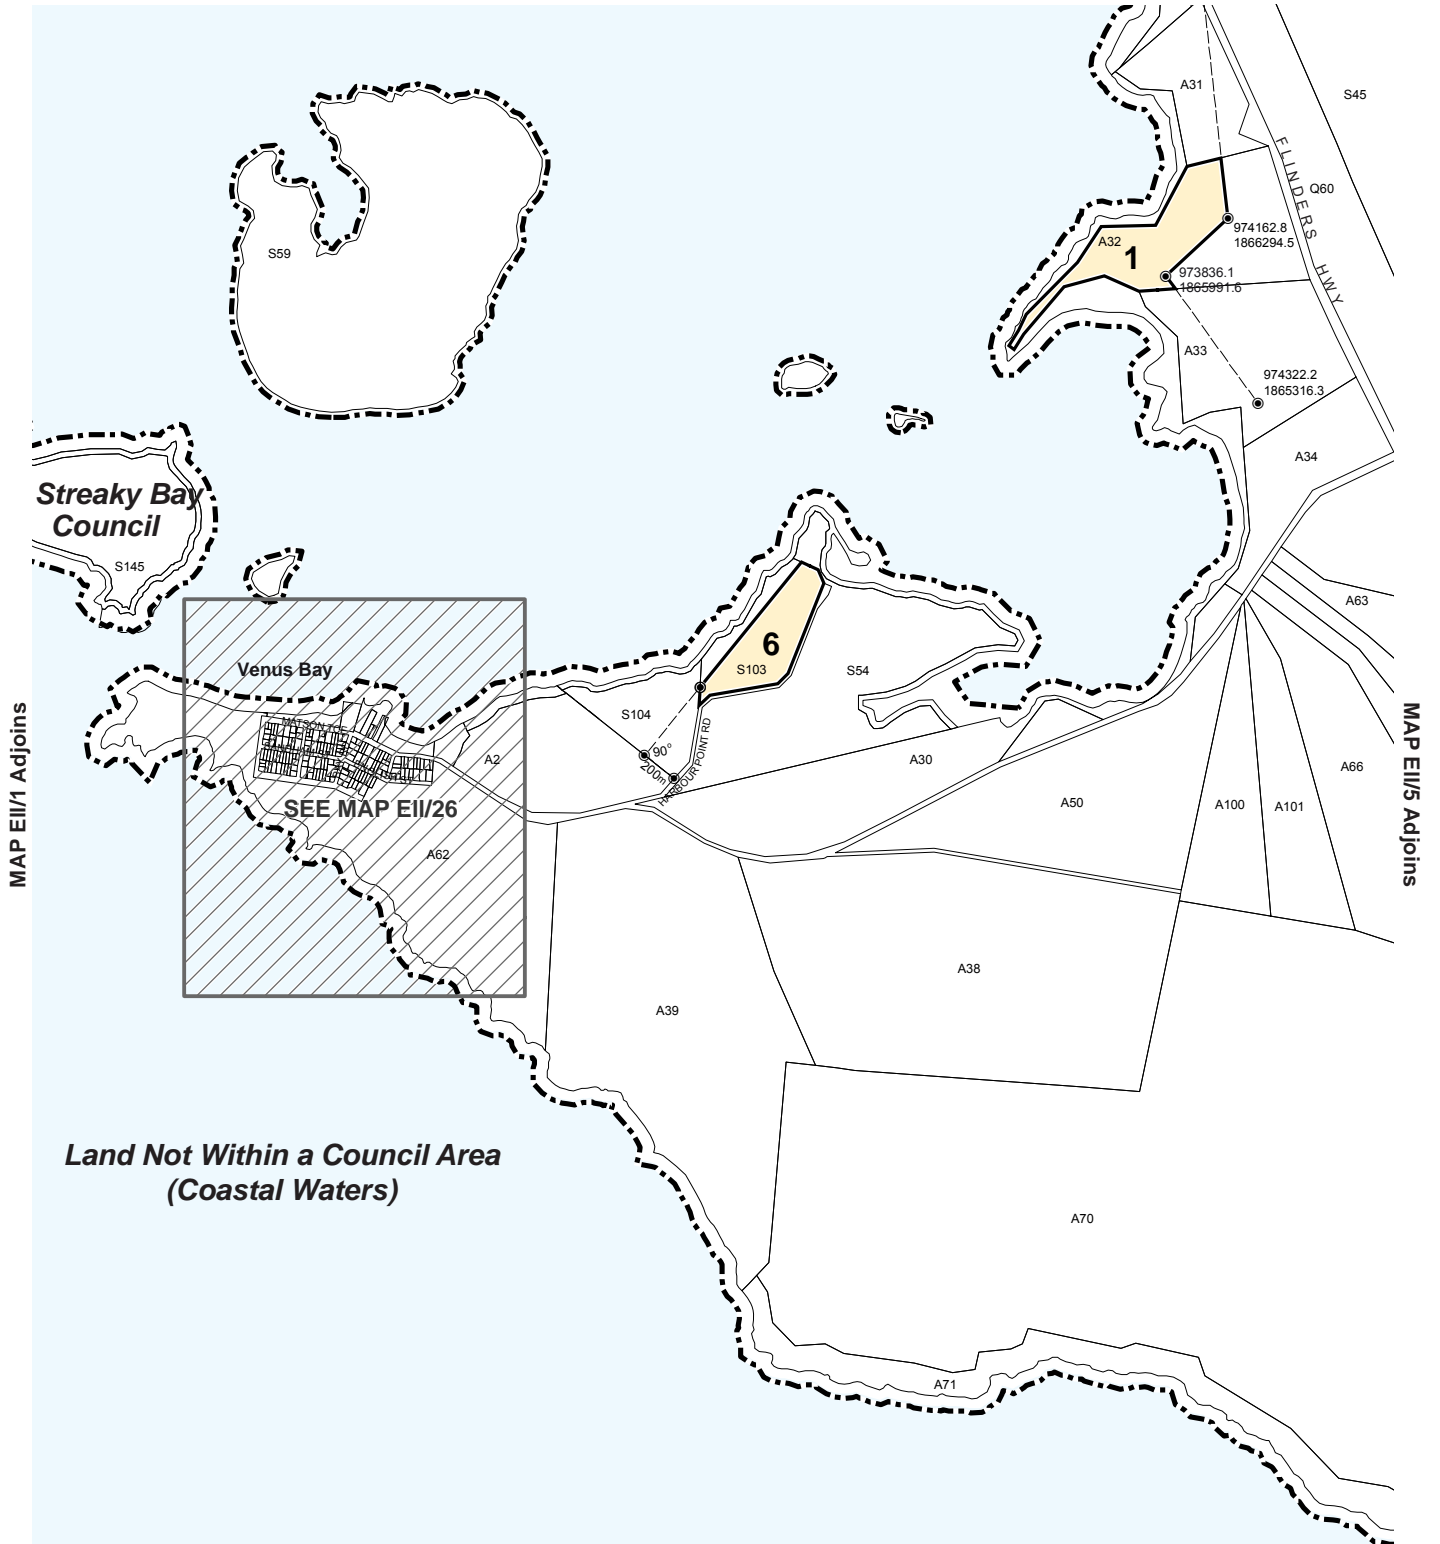 A31
S45
FLINDERS HWY
Q60
S59
A32
1
974162.8
1866294.5
973836.1
1865991.6
A33
974322.2
1865316.3
A34
Streaky Bay
Council
S145
A63
Venus Bay
6
S103
S54
S104
MATSON TCE
HARBOUR POINT RD
90°
200m
A2
A30
MAP EII/1 Adjoins
MAP EII/5 Adjoins
A66
A50
A100
A101
SEE MAP EII/26
A62
A38
A39
Land Not Within a Council Area
(Coastal Waters)
A70
A71